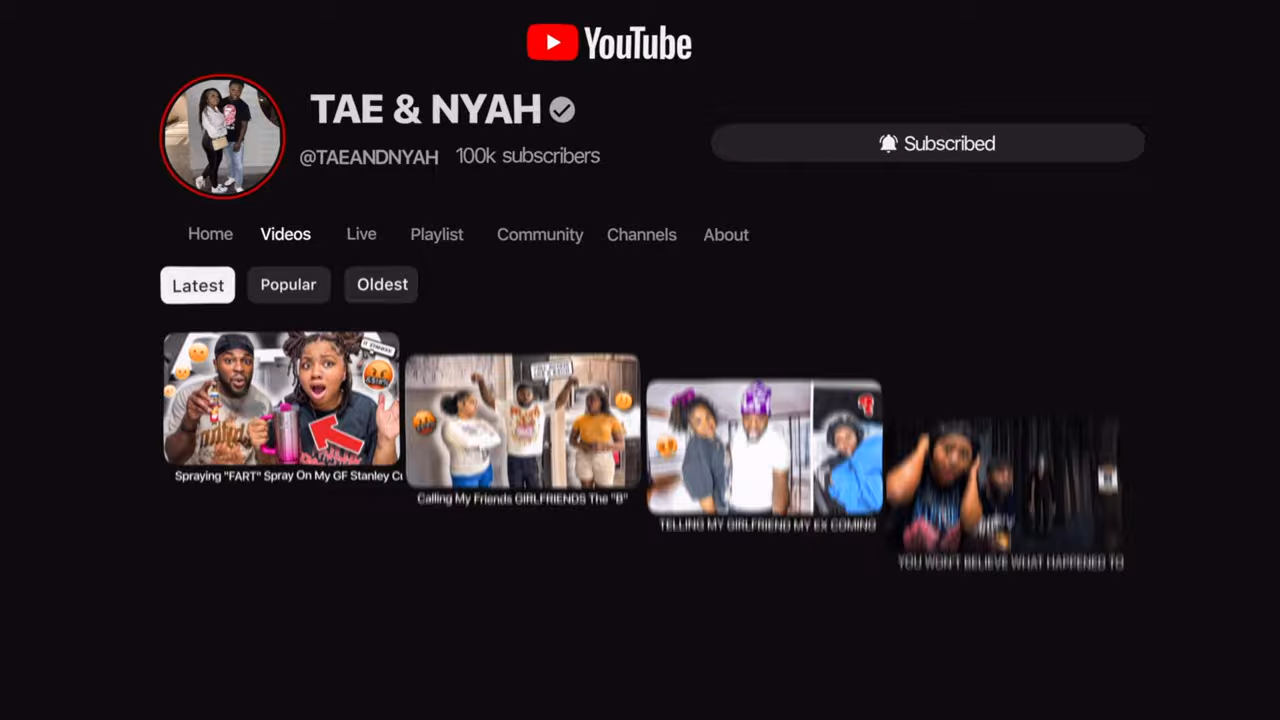 YouTube
TAE & NYAH
@TAEANDNYAH 100k subscribers
Subscribed
Home Videos Live Playlist Community Channels About
Latest Popular Oldest
Spraying "FART" Spray On My GF Stanley Cu
Calling My Friends GIRLFRIENDS The "B"
TELLING MY GIRLFRIEND MY EX COMING
YOU WON'T BELIEVE WHAT HAPPENED TO